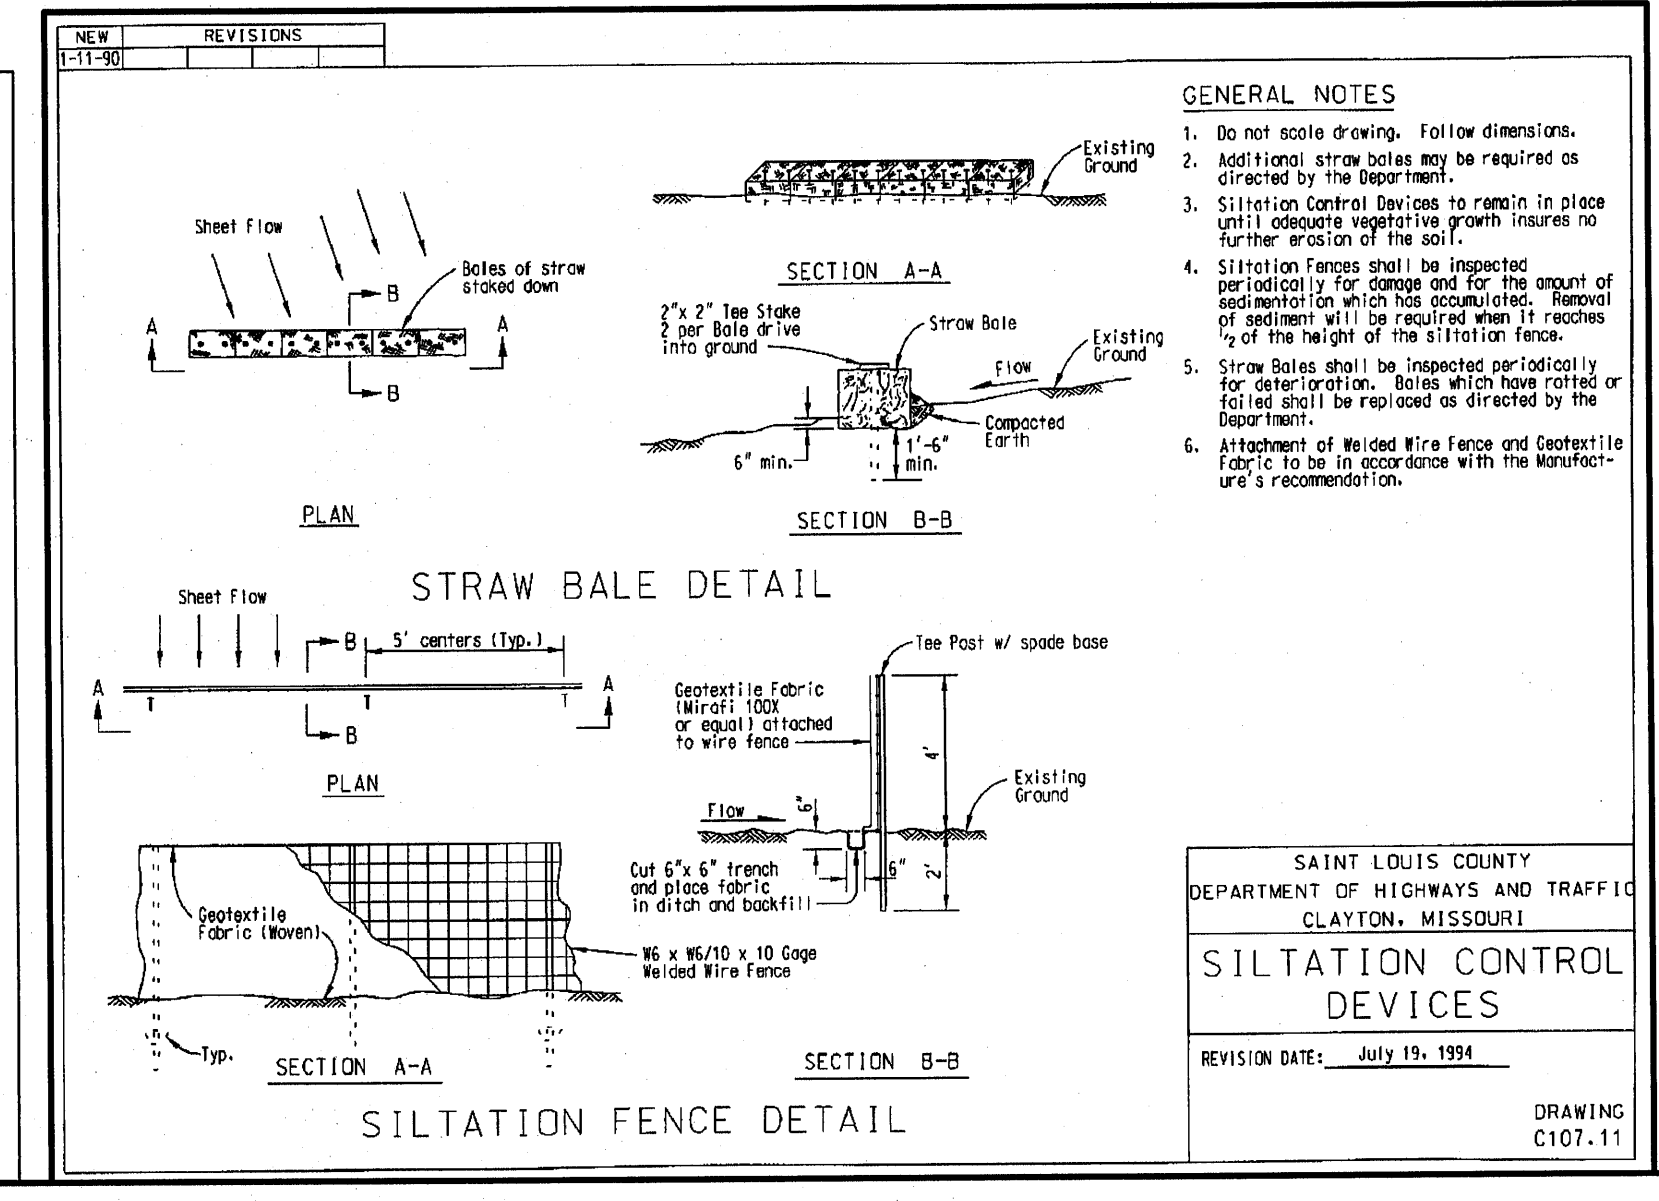 NEW REVISIONS
1-11-90
GENERAL NOTES
1. Do not scale drawing. Follow dimensions.
2. Additional straw bales may be required as
directed by the Department.
3. Siltation Control Devices to remain in place
until adequate vegetative growth insures no
further erosion of the soil.
4. Siltation Fences shall be inspected
periodically for damage and for the amount of
sedimentation which has accumulated. Removal
of sediment will be required when it reaches
1/2 of the height of the siltation fence.
5. Straw Bales shall be inspected periodically
for deterioration. Bales which have rotted or
failed shall be replaced as directed by the
Department.
6. Attachment of Welded Wire Fence and Geotextile
Fabric to be in accordance with the Manufact-
ure's recommendation.
Sheet Flow
Bales of straw
staked down
B
A
A
B
PLAN
Existing
Ground
SECTION A-A
2"x 2" Tee Stake
2 per Bale drive
into ground
Straw Bale
Existing
Ground
Flow
Compacted
Earth
6" min.
1'-6"
min.
SECTION B-B
STRAW BALE DETAIL
Sheet Flow
B
5' centers (Typ.)
A
A
T
T
T
B
PLAN
Geotextile
Fabric (Woven)
W6 x W6/10 x 10 Gage
Welded Wire Fence
Typ.
SECTION A-A
Tee Post w/ spade base
Geotextile Fabric
(Mirafi 100X
or equal) attached
to wire fence
4'
Existing
Ground
Flow
6"
Cut 6"x 6" trench
and place fabric
in ditch and backfill
6"
2'
SECTION B-B
SILTATION FENCE DETAIL
SAINT LOUIS COUNTY
DEPARTMENT OF HIGHWAYS AND TRAFFIC
CLAYTON, MISSOURI
SILTATION CONTROL
DEVICES
REVISION DATE: July 19, 1994
DRAWING
C107.11